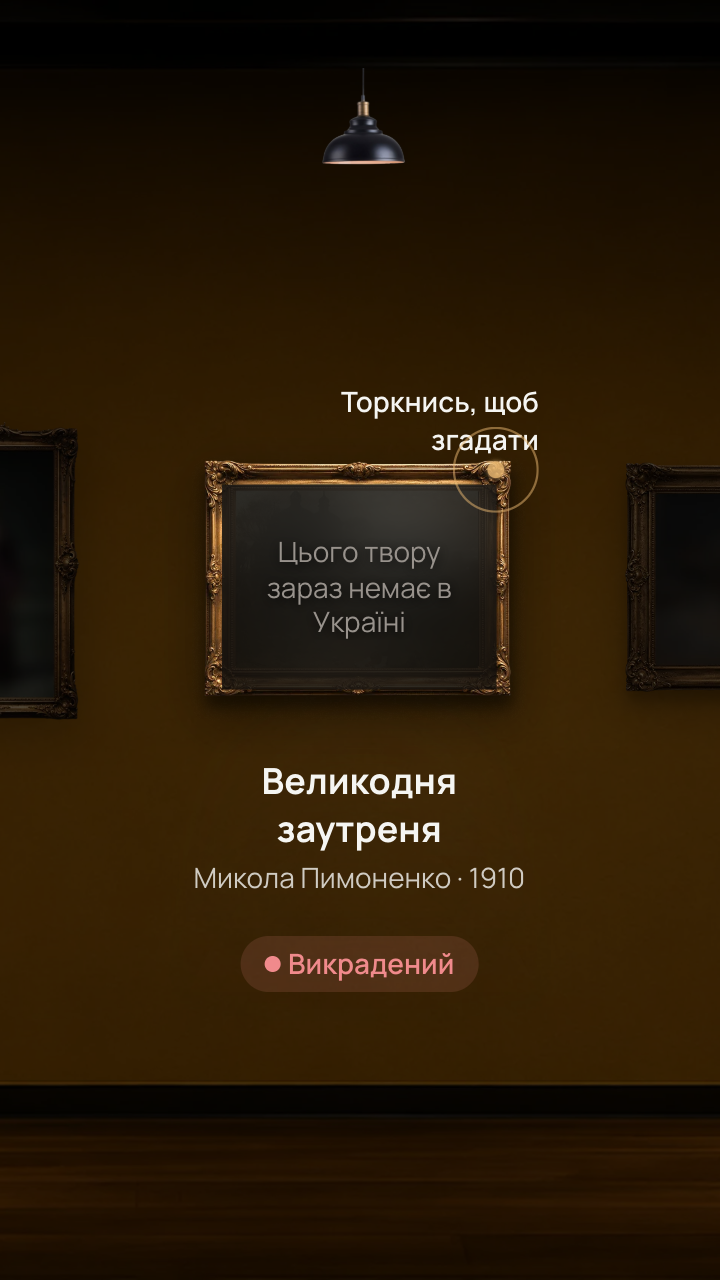 Торкнись, щоб
згадати
Цього твору
зараз немає в
Україні
Великодня
заутреня
Микола Пимоненко · 1910
Викрадений